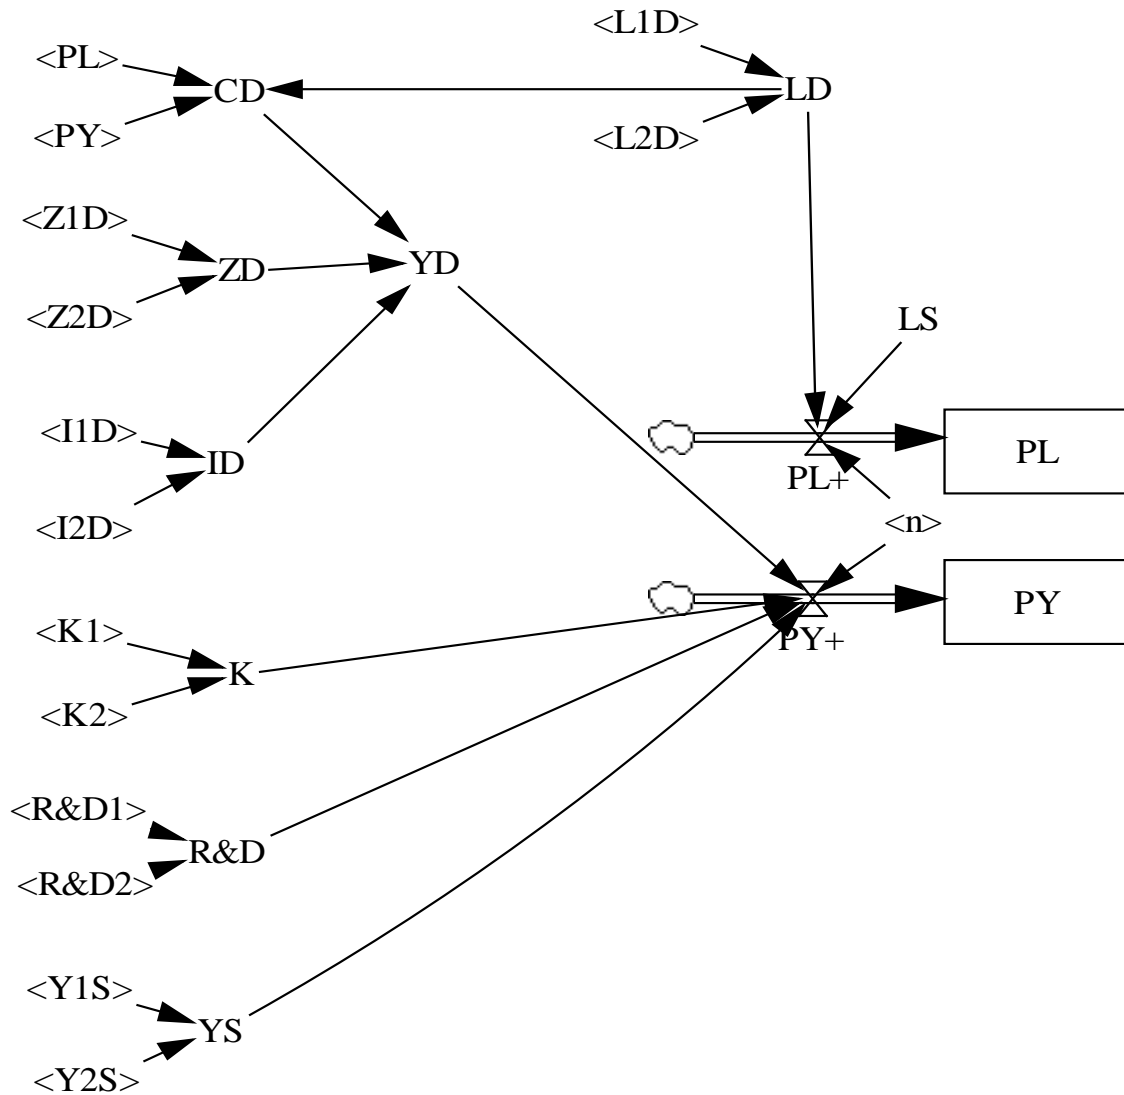 <L1D>
<PL>
CD
LD
<PY>
<L2D>
<Z1D>
YD
ZD
<Z2D>
LS
<I1D>
PL
ID
PL+
<n>
<I2D>
PY
<K1>
PY+
K
<K2>
<R&D1>
R&D
<R&D2>
<Y1S>
YS
<Y2S>